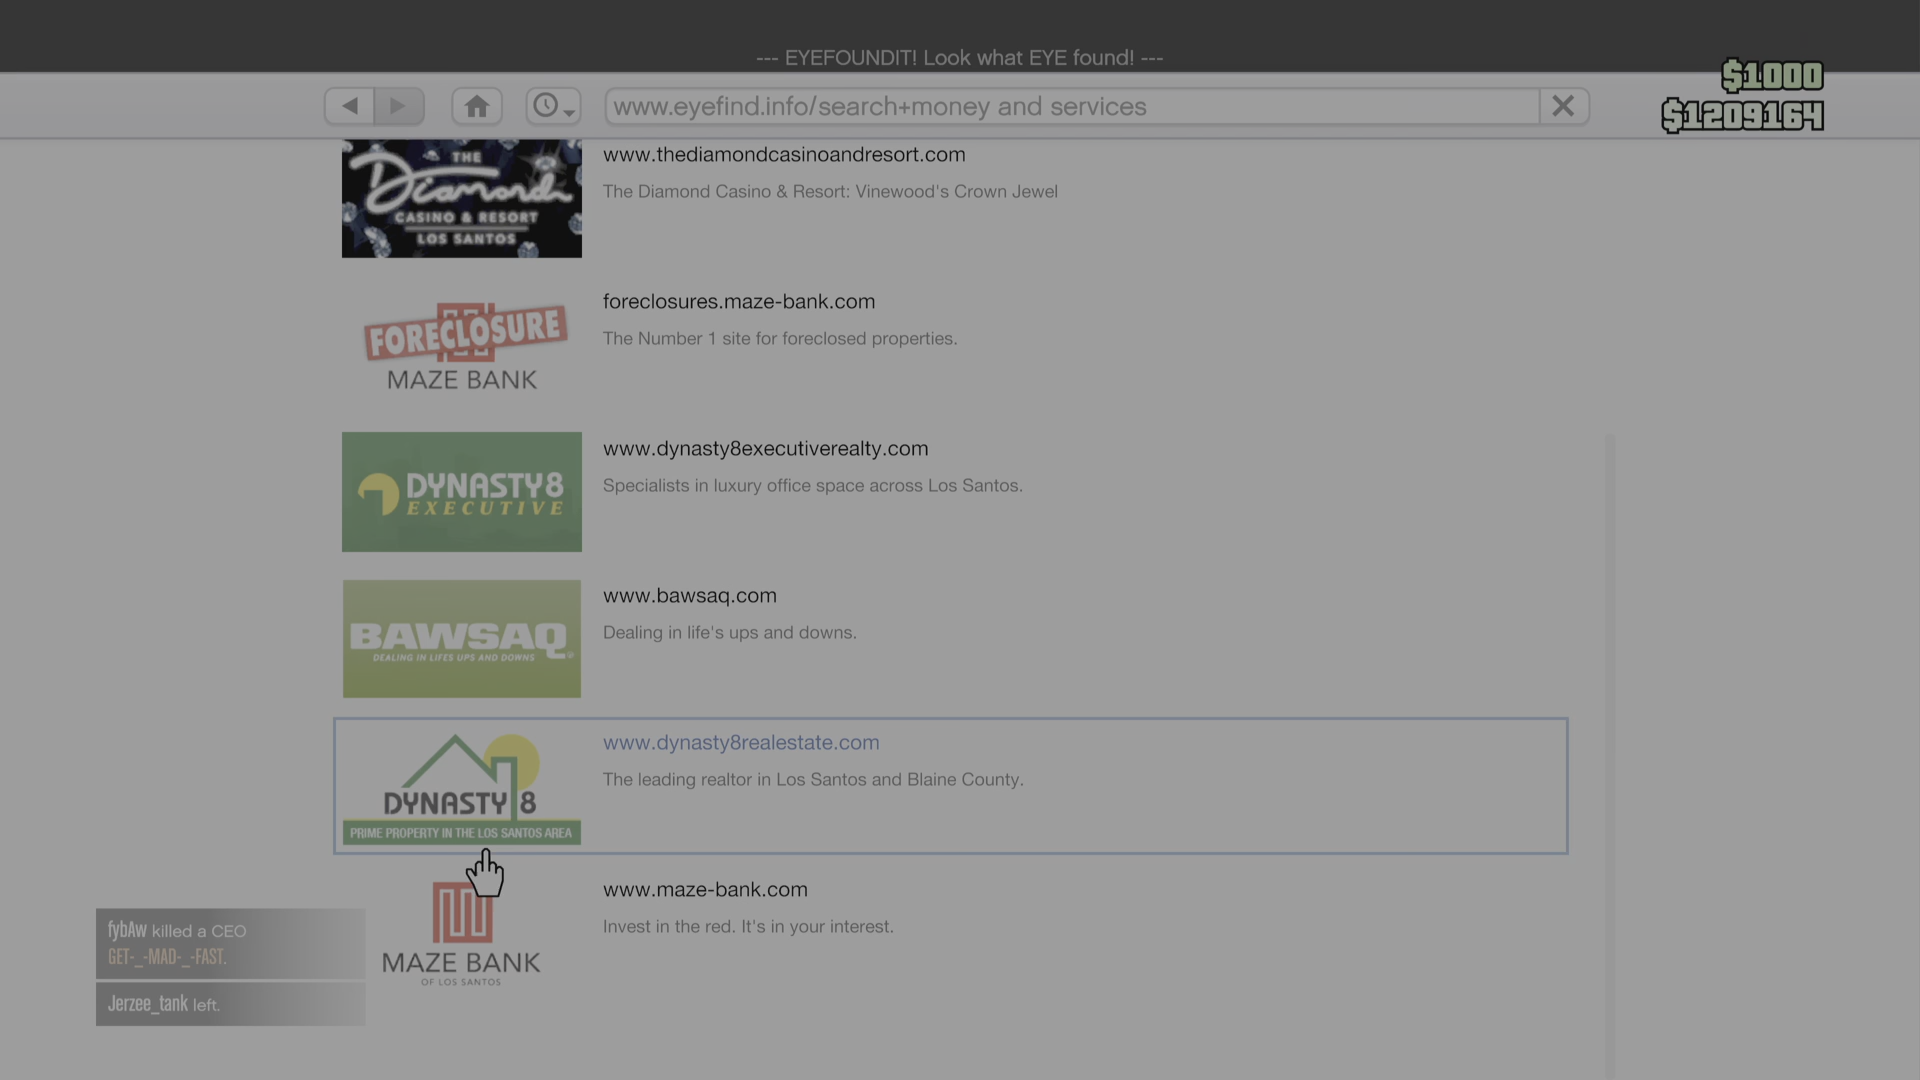 --- EYEFOUNDIT! Look what EYE found! ---
$1000
www.eyefind.info/search+money and services
$1209164
THE
Diamond
CASINO & RESORT
LOS SANTOS
www.thediamondcasinoandresort.com
The Diamond Casino & Resort: Vinewood's Crown Jewel
FORECLOSURE
MAZE BANK
foreclosures.maze-bank.com
The Number 1 site for foreclosed properties.
DYNASTY8
EXECUTIVE
www.dynasty8executiverealty.com
Specialists in luxury office space across Los Santos.
BAWSAQ
DEALING IN LIFES UPS AND DOWNS
www.bawsaq.com
Dealing in life's ups and downs.
DYNASTY 8
PRIME PROPERTY IN THE LOS SANTOS AREA
www.dynasty8realestate.com
The leading realtor in Los Santos and Blaine County.
MAZE BANK
OF LOS SANTOS
www.maze-bank.com
Invest in the red. It's in your interest.
fybAw killed a CEO
GET-_-MAD-_-FAST.
Jerzee_tank left.